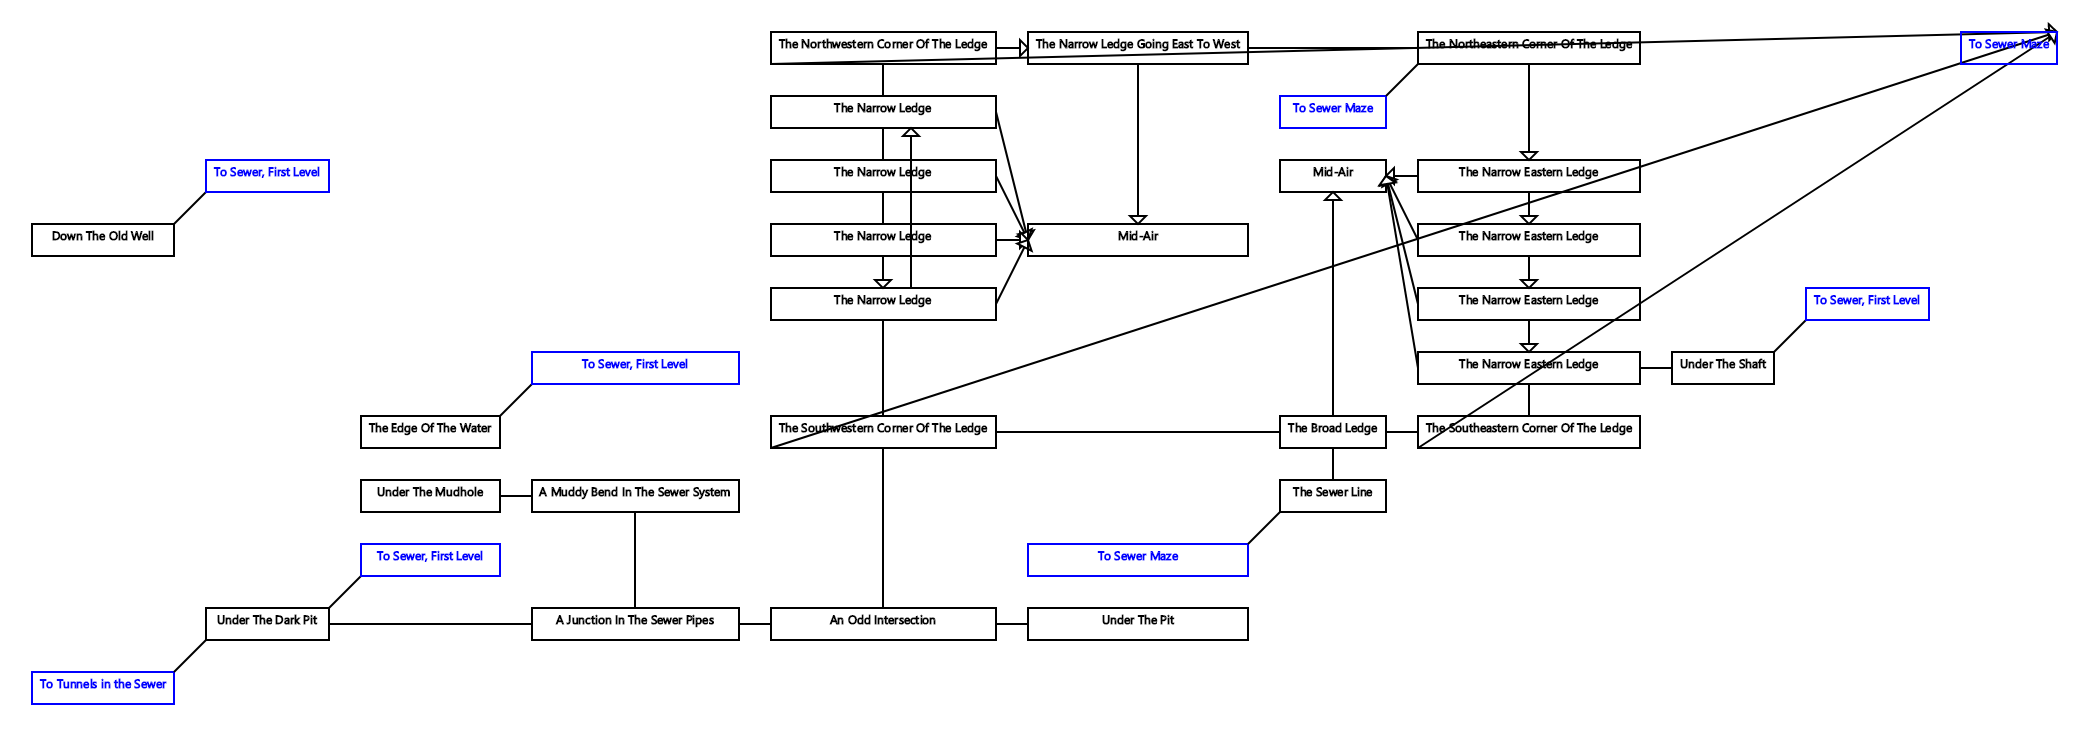 The Northwestern Corner Of The Ledge
The Narrow Ledge Going East To West
The Northeastern Corner Of The Ledge
To Sewer Maze
The Narrow Ledge
To Sewer Maze
To Sewer, First Level
The Narrow Ledge
Mid-Air
The Narrow Eastern Ledge
Down The Old Well
The Narrow Ledge
Mid-Air
The Narrow Eastern Ledge
The Narrow Ledge
The Narrow Eastern Ledge
To Sewer, First Level
To Sewer, First Level
The Narrow Eastern Ledge
Under The Shaft
The Edge Of The Water
The Southwestern Corner Of The Ledge
The Broad Ledge
The Southeastern Corner Of The Ledge
Under The Mudhole
A Muddy Bend In The Sewer System
The Sewer Line
To Sewer, First Level
To Sewer Maze
Under The Dark Pit
A Junction In The Sewer Pipes
An Odd Intersection
Under The Pit
To Tunnels in the Sewer